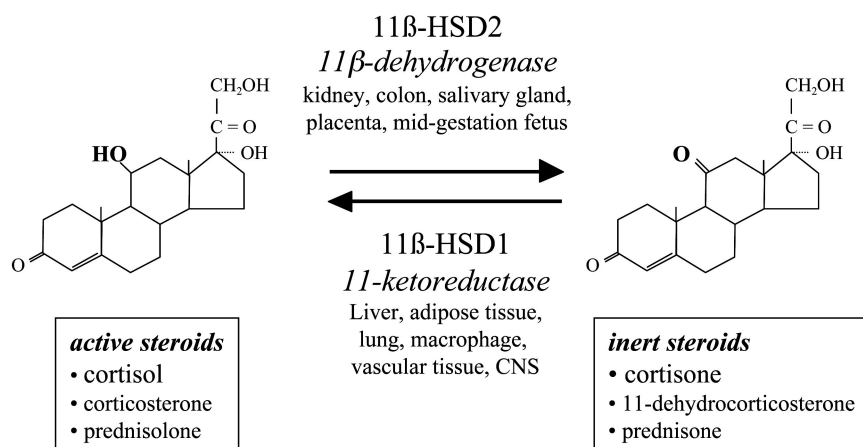 11ß-HSD2
11β-dehydrogenase
kidney, colon, salivary gland,
placenta, mid-gestation fetus
CH₂OH
C=O
HO
OH
O
CH₂OH
C=O
O
OH
O
11ß-HSD1
11-ketoreductase
Liver, adipose tissue,
lung, macrophage,
vascular tissue, CNS
active steroids
• cortisol
• corticosterone
• prednisolone
inert steroids
• cortisone
• 11-dehydrocorticosterone
• prednisone